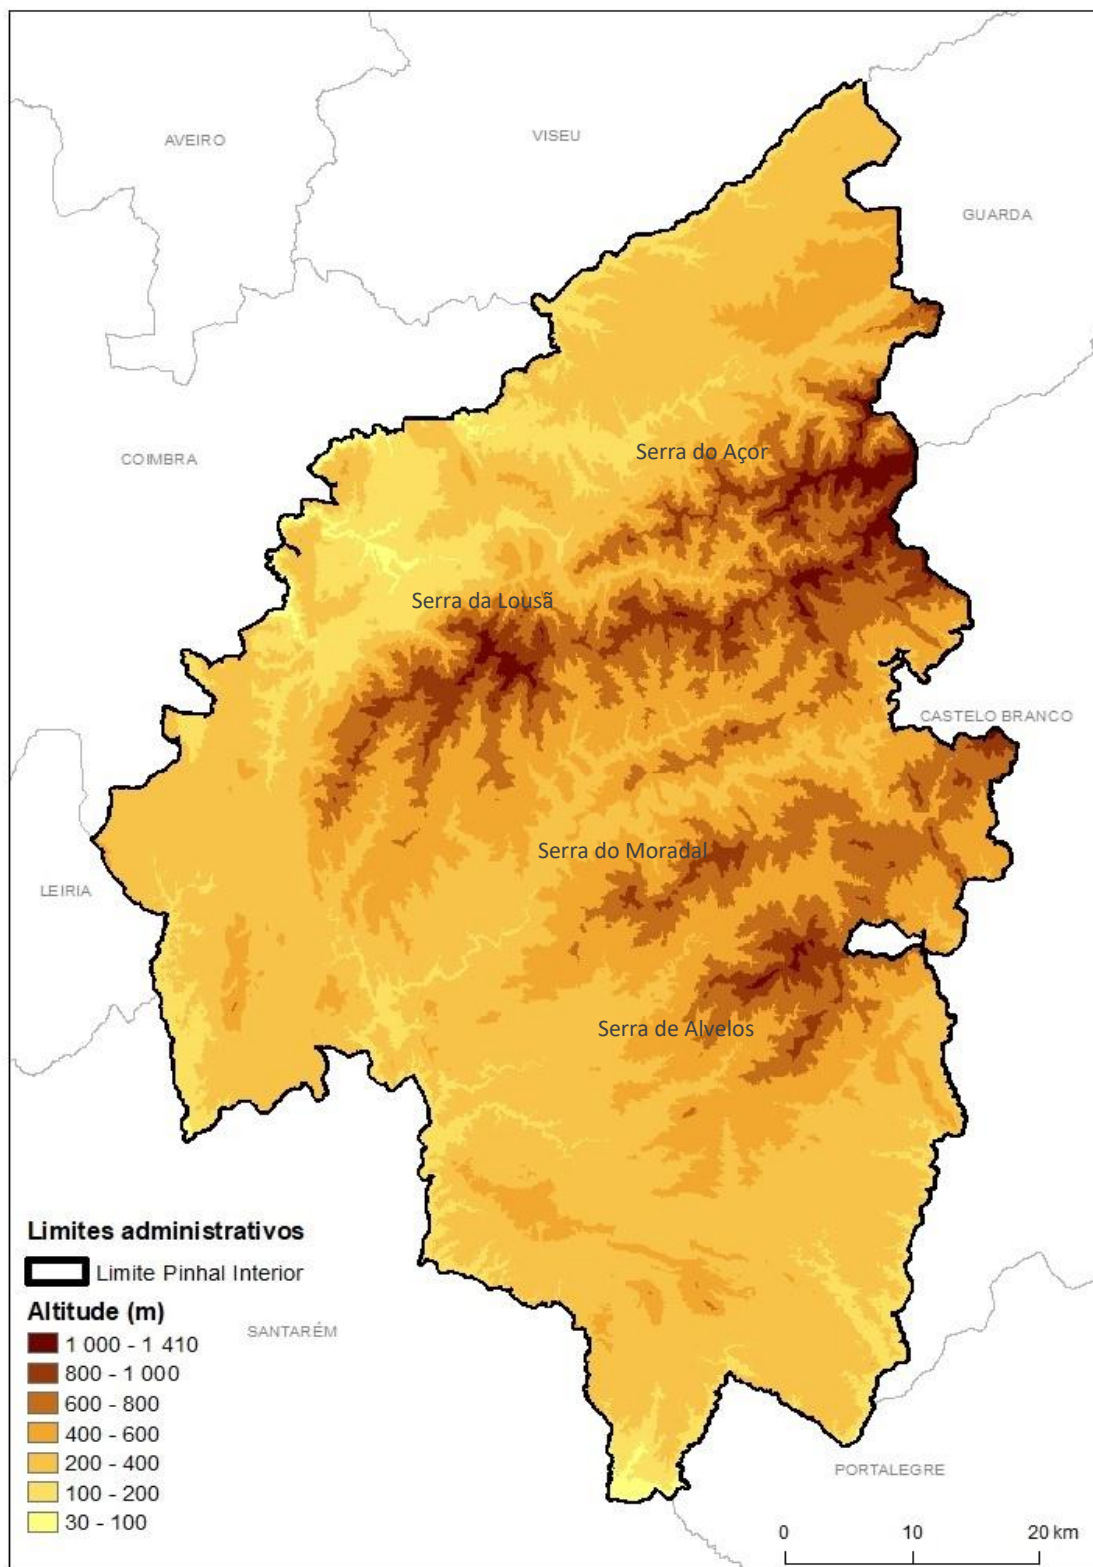 AVEIRO
VISEU
GUARDA
Serra do Açor
COIMBRA
Serra da Lousã
CASTELO BRANCO
Serra do Moradal
LEIRIA
Serra de Alvelos
Limites administrativos
Limite Pinhal Interior
Altitude (m)
SANTARÉM
1 000 - 1 410
800 - 1 000
600 - 800
400 - 600
200 - 400
100 - 200
30 - 100
PORTALEGRE
0 10 20 km